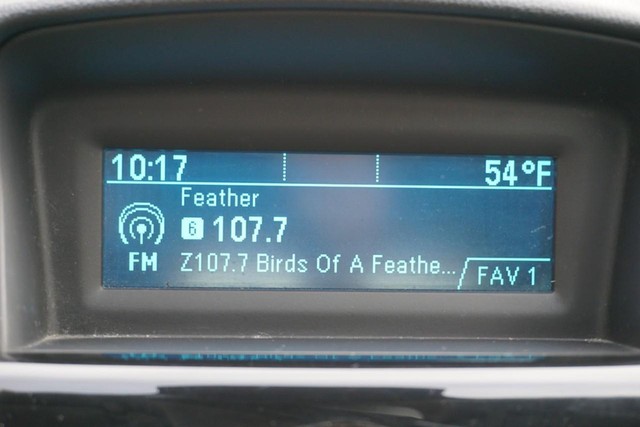 10:17 54°F
Feather
6 107.7
FM Z107.7 Birds Of A Feathe... FAV 1